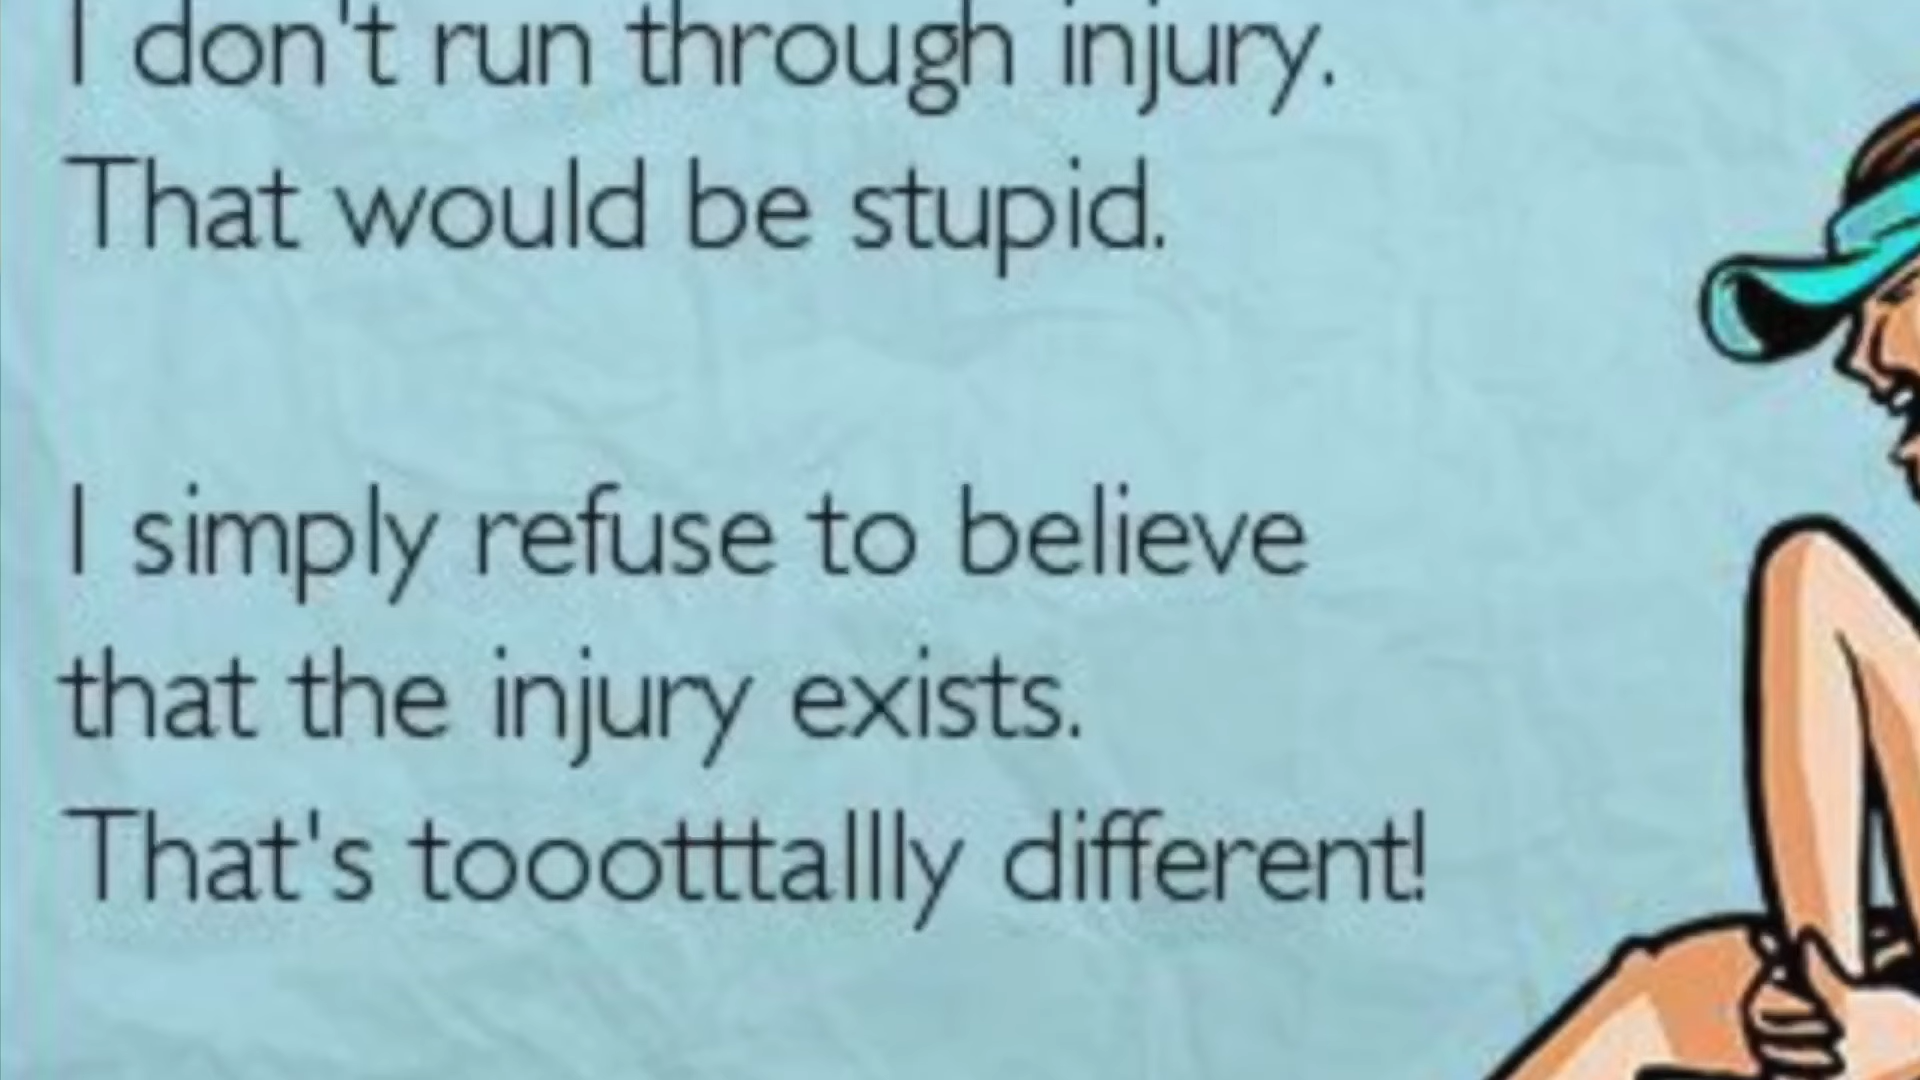 I don't run through injury.
That would be stupid.
I simply refuse to believe
that the injury exists.
That's toootttallly different!